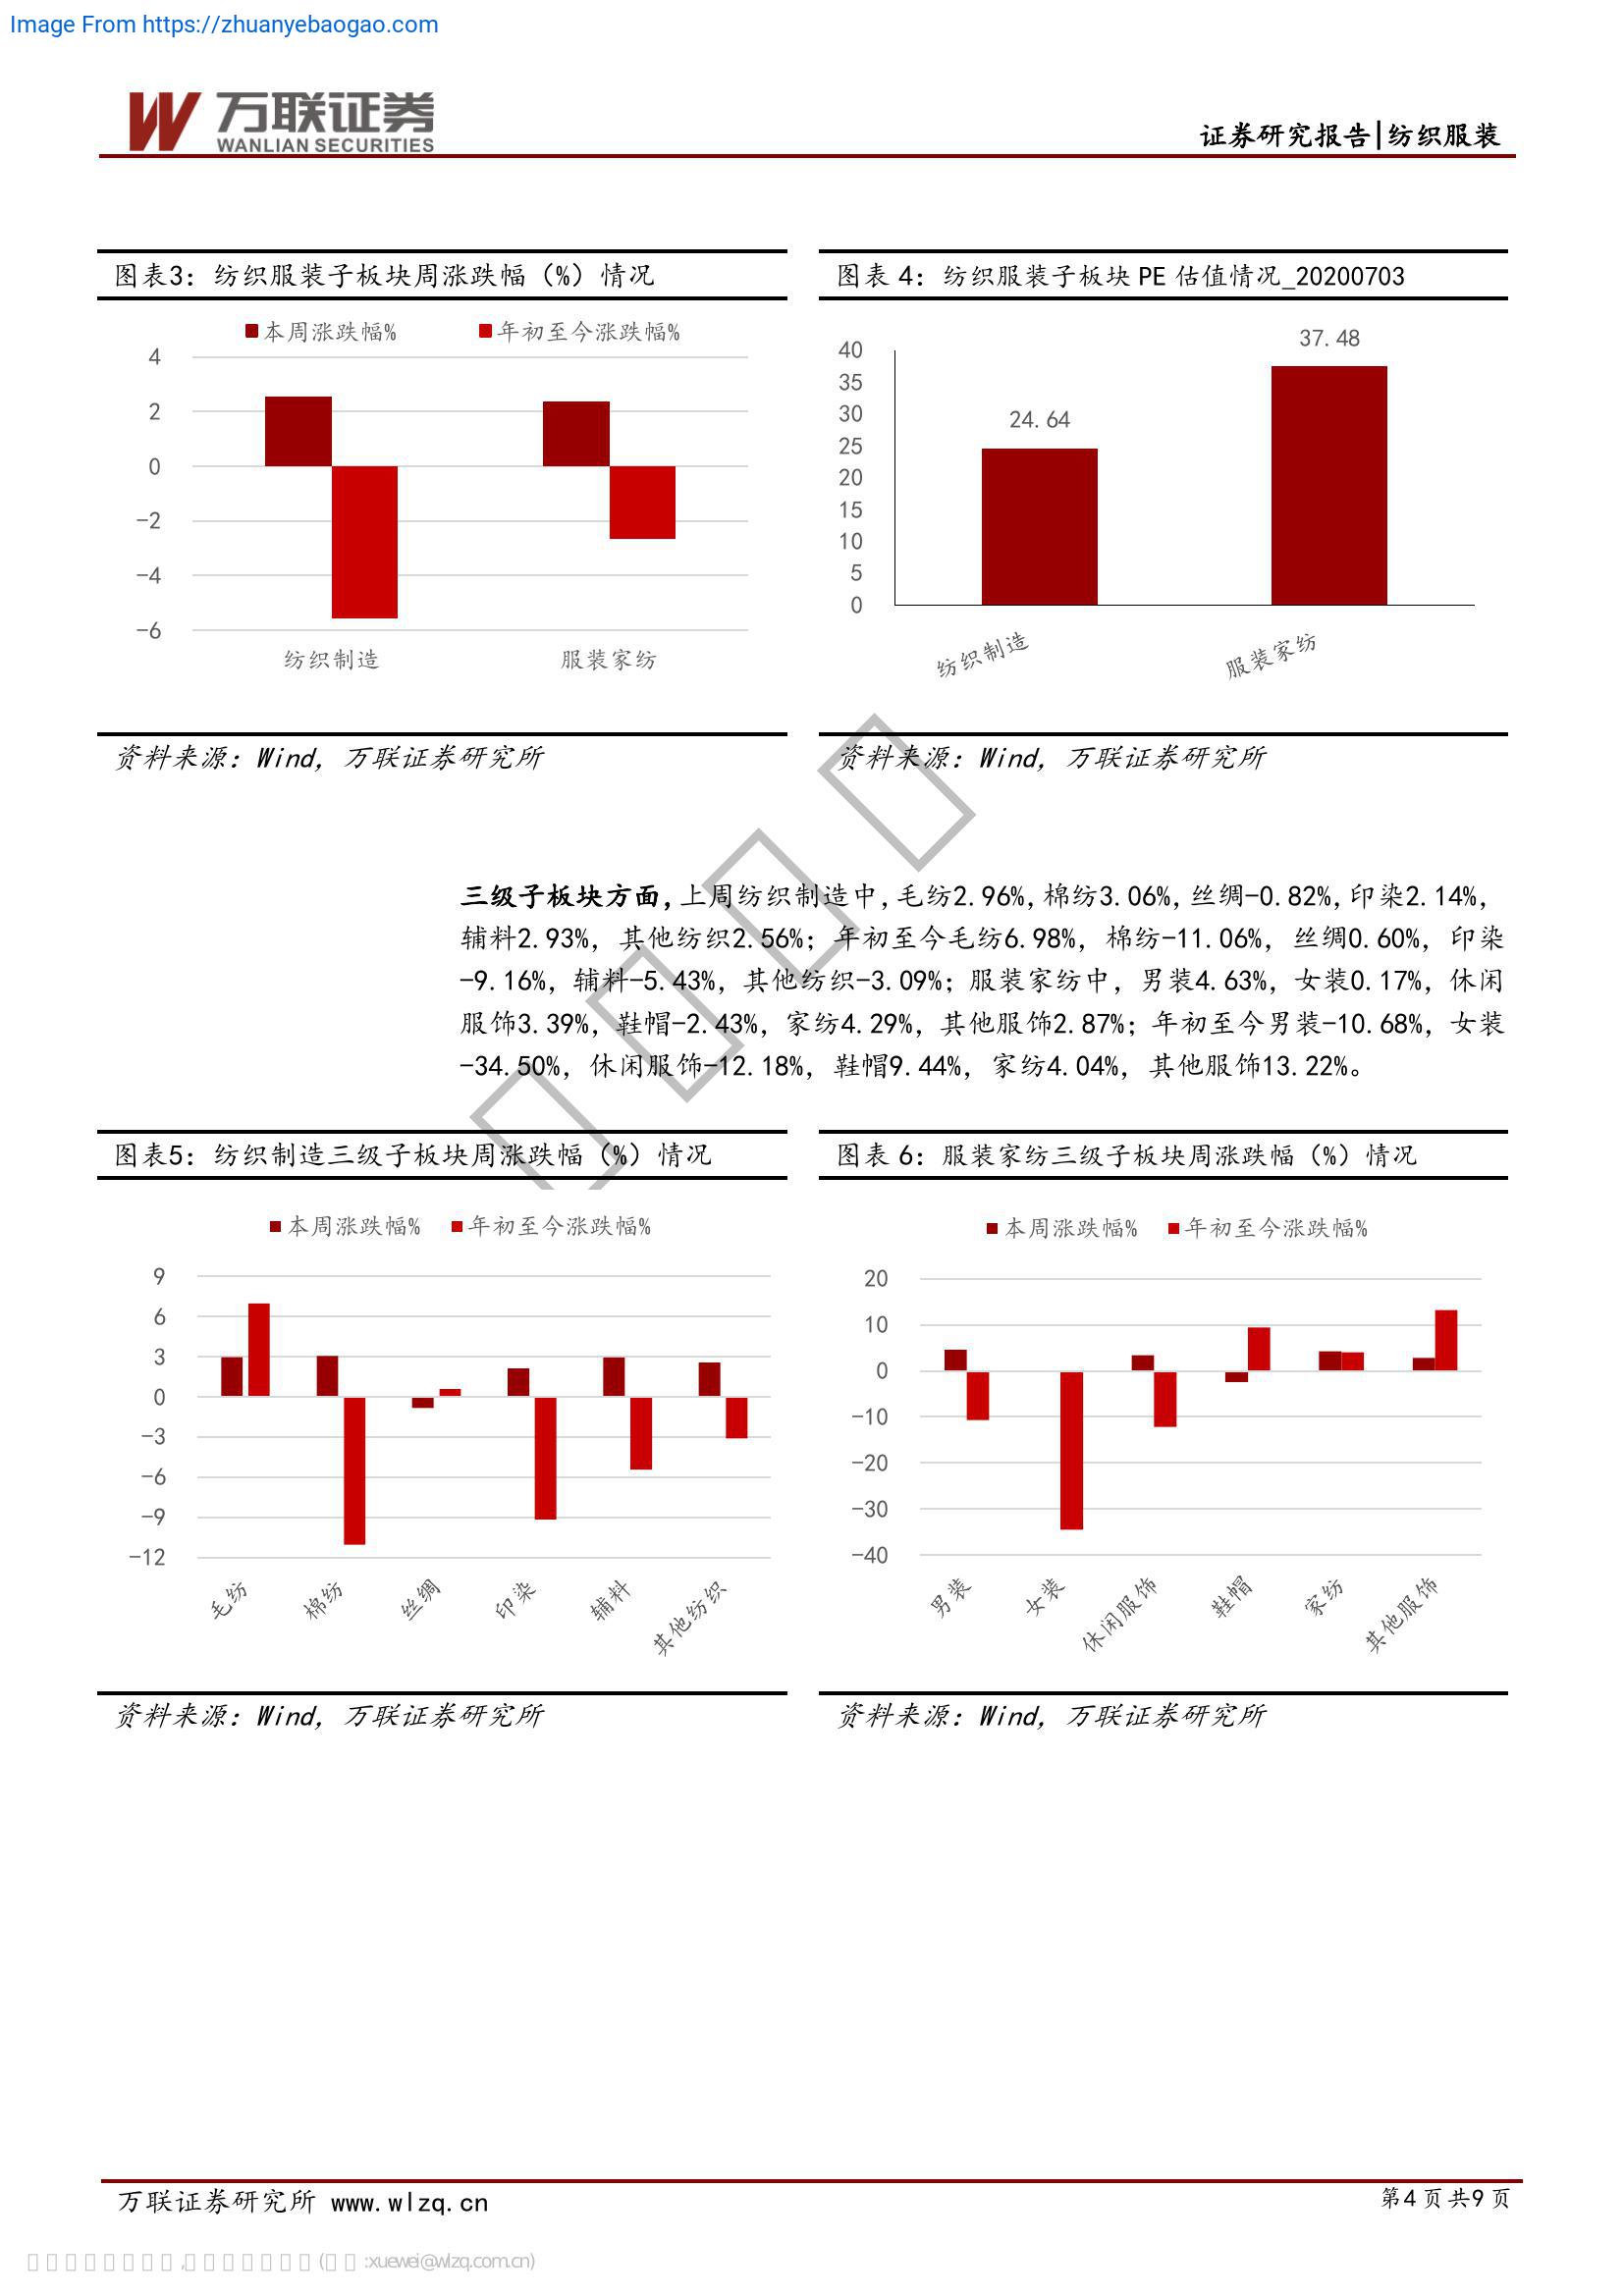 Image From https://zhuanyebaogao.com
万联证券
WANLIAN SECURITIES
证券研究报告|纺织服装
图表3：纺织服装子板块周涨跌幅（%）情况
本周涨跌幅% 年初至今涨跌幅%
4
2
0
-2
-4
-6
纺织制造 服装家纺
资料来源：Wind，万联证券研究所
图表 4：纺织服装子板块 PE 估值情况_20200703
37.48
24.64
40
35
30
25
20
15
10
5
0
纺织制造 服装家纺
资料来源：Wind，万联证券研究所
三级子板块方面，上周纺织制造中，毛纺2.96%，棉纺3.06%，丝绸-0.82%，印染2.14%，
辅料2.93%，其他纺织2.56%；年初至今毛纺6.98%，棉纺-11.06%，丝绸0.60%，印染
-9.16%，辅料-5.43%，其他纺织-3.09%；服装家纺中，男装4.63%，女装0.17%，休闲
服饰3.39%，鞋帽-2.43%，家纺4.29%，其他服饰2.87%；年初至今男装-10.68%，女装
-34.50%，休闲服饰-12.18%，鞋帽9.44%，家纺4.04%，其他服饰13.22%。
图表5：纺织制造三级子板块周涨跌幅（%）情况
本周涨跌幅% 年初至今涨跌幅%
9
6
3
0
-3
-6
-9
-12
毛纺 棉纺 丝绸 印染 辅料 其他纺织
资料来源：Wind，万联证券研究所
图表 6：服装家纺三级子板块周涨跌幅（%）情况
本周涨跌幅% 年初至今涨跌幅%
20
10
0
-10
-20
-30
-40
男装 女装 休闲服饰 鞋帽 家纺 其他服饰
资料来源：Wind，万联证券研究所
万联证券研究所 www.wlzq.cn
第4页共9页
:xuewei@wlzq.com.cn)